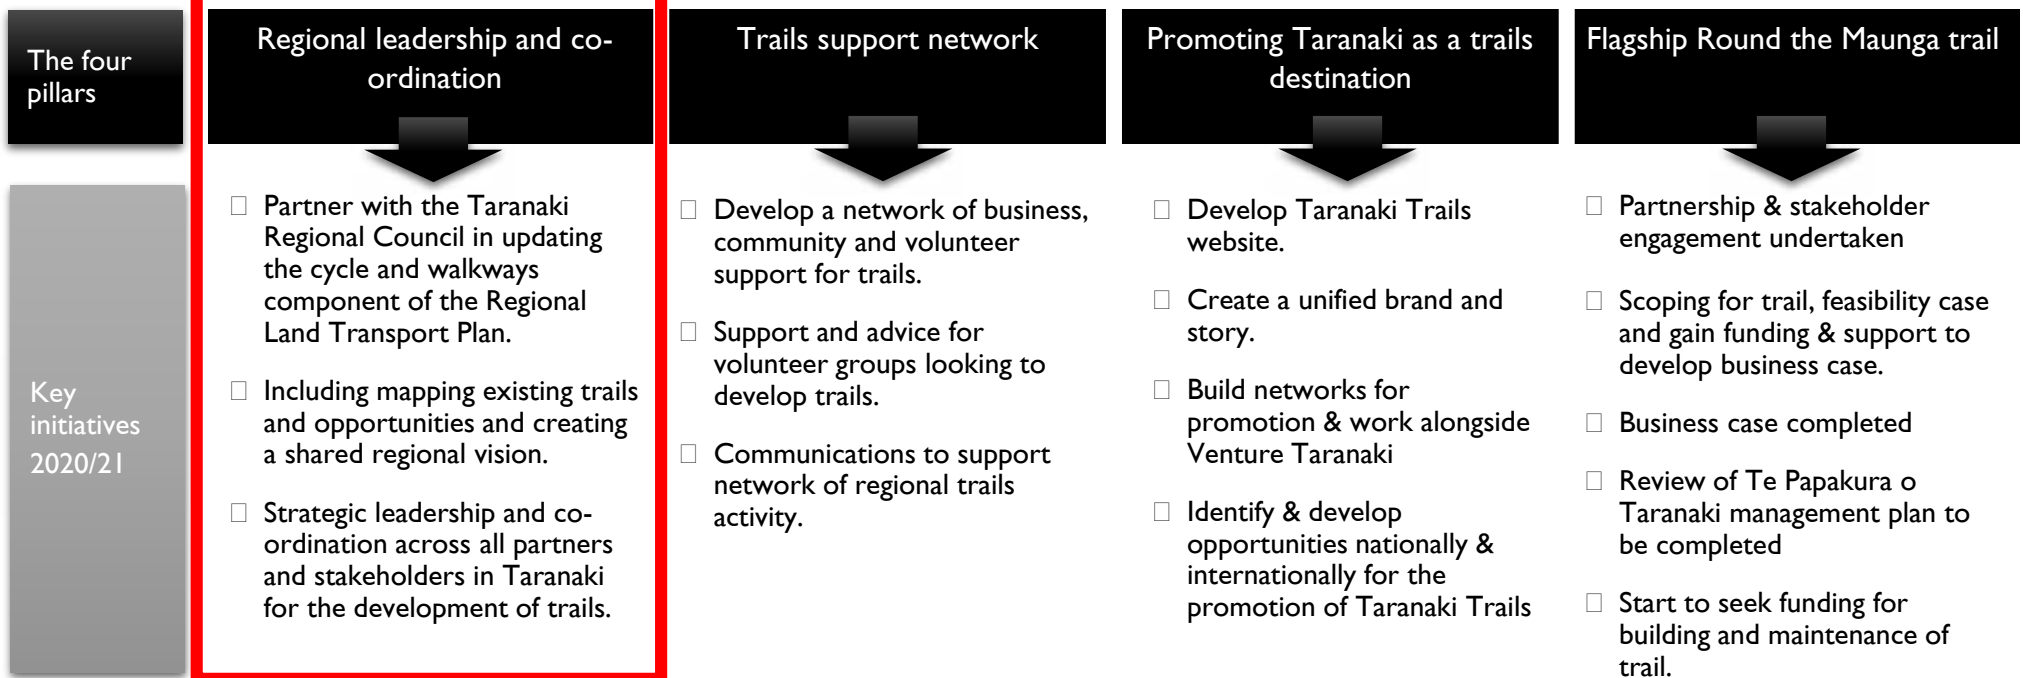 The four
pillars
Regional leadership and co-
ordination
Trails support network
Promoting Taranaki as a trails
destination
Flagship Round the Maunga trail
Key
initiatives
2020/21
Partner with the Taranaki
Regional Council in updating
the cycle and walkways
component of the Regional
Land Transport Plan.
Including mapping existing trails
and opportunities and creating
a shared regional vision.
Strategic leadership and co-
ordination across all partners
and stakeholders in Taranaki
for the development of trails.
Develop a network of business,
community and volunteer
support for trails.
Support and advice for
volunteer groups looking to
develop trails.
Communications to support
network of regional trails
activity.
Develop Taranaki Trails
website.
Create a unified brand and
story.
Build networks for
promotion & work alongside
Venture Taranaki
Identify & develop
opportunities nationally &
internationally for the
promotion of Taranaki Trails
Partnership & stakeholder
engagement undertaken
Scoping for trail, feasibility case
and gain funding & support to
develop business case.
Business case completed
Review of Te Papakura o
Taranaki management plan to
be completed
Start to seek funding for
building and maintenance of
trail.